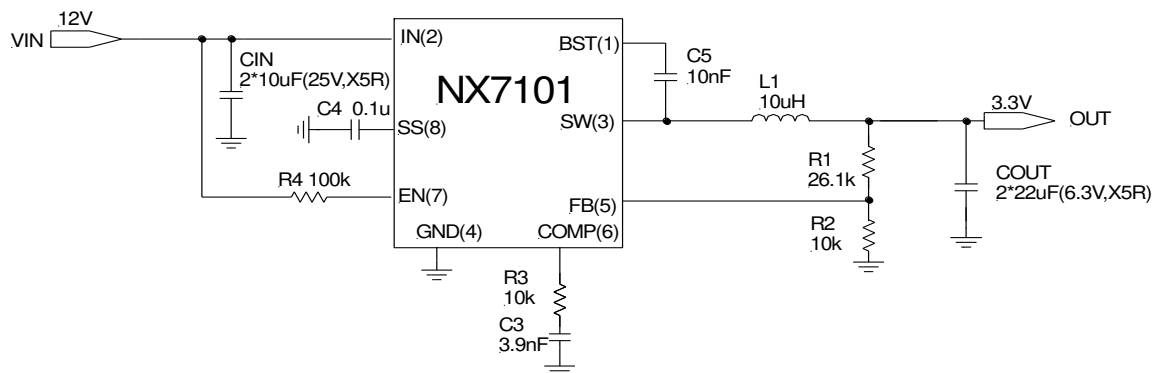 VIN
12V
CIN
2*10uF(25V,X5R)
C4 0.1u
R4 100k
IN(2)
BST(1)
NX7101
SS(8)
SW(3)
EN(7)
FB(5)
GND(4)
COMP(6)
C5
10nF
L1
10uH
3.3V
OUT
R1
26.1k
COUT
2*22uF(6.3V,X5R)
R2
10k
R3
10k
C3
3.9nF